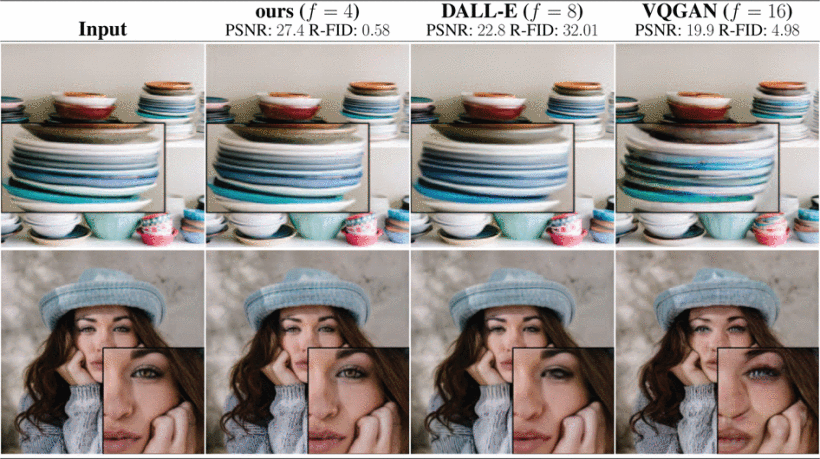 Input
ours (f = 4)
PSNR: 27.4 R-FID: 0.58
DALL-E (f = 8)
PSNR: 22.8 R-FID: 32.01
VQGAN (f = 16)
PSNR: 19.9 R-FID: 4.98